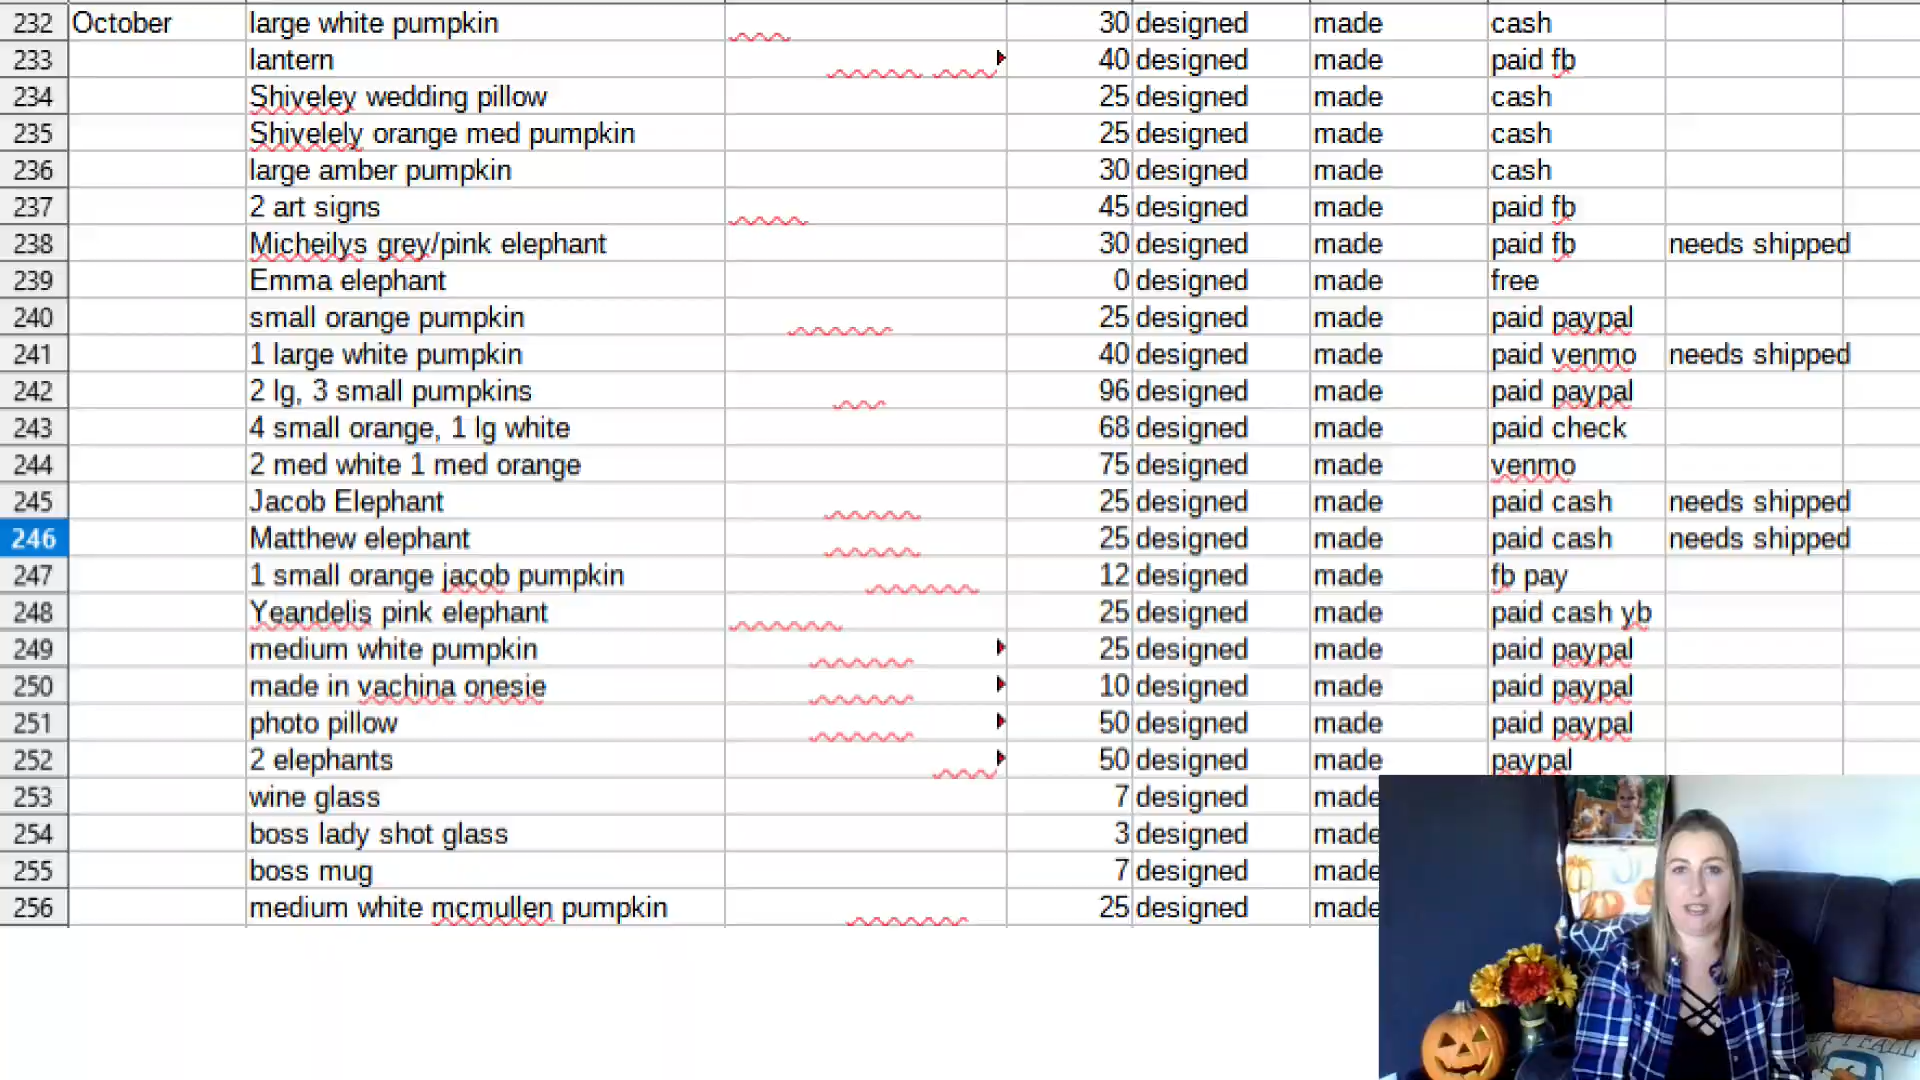 232 October large white pumpkin 30 designed made cash
233 lantern 40 designed made paid fb
234 Shiveley wedding pillow 25 designed made cash
235 Shivelely orange med pumpkin 25 designed made cash
236 large amber pumpkin 30 designed made cash
237 2 art signs 45 designed made paid fb
238 Micheilys grey/pink elephant 30 designed made paid fb needs shipped
239 Emma elephant 0 designed made free
240 small orange pumpkin 25 designed made paid paypal
241 1 large white pumpkin 40 designed made paid venmo needs shipped
242 2 lg, 3 small pumpkins 96 designed made paid paypal
243 4 small orange, 1 lg white 68 designed made paid check
244 2 med white 1 med orange 75 designed made venmo
245 Jacob Elephant 25 designed made paid cash needs shipped
246 Matthew elephant 25 designed made paid cash needs shipped
247 1 small orange jacob pumpkin 12 designed made fb pay
248 Yeandelis pink elephant 25 designed made paid cash yb
249 medium white pumpkin 25 designed made paid paypal
250 made in vachina onesie 10 designed made paid paypal
251 photo pillow 50 designed made paid paypal
252 2 elephants 50 designed made paypal
253 wine glass 7 designed made
254 boss lady shot glass 3 designed made
255 boss mug 7 designed made
256 medium white mcmullen pumpkin 25 designed made
FALL